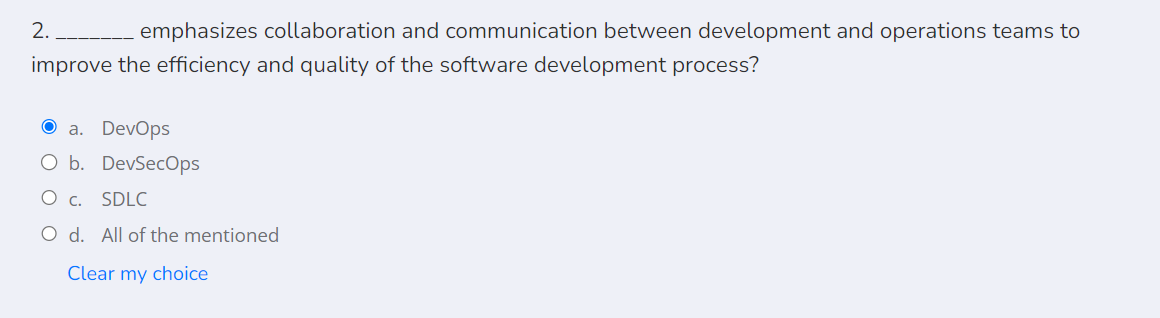 2. _______ emphasizes collaboration and communication between development and operations teams to
improve the efficiency and quality of the software development process?
a. DevOps
b. DevSecOps
c. SDLC
d. All of the mentioned
Clear my choice